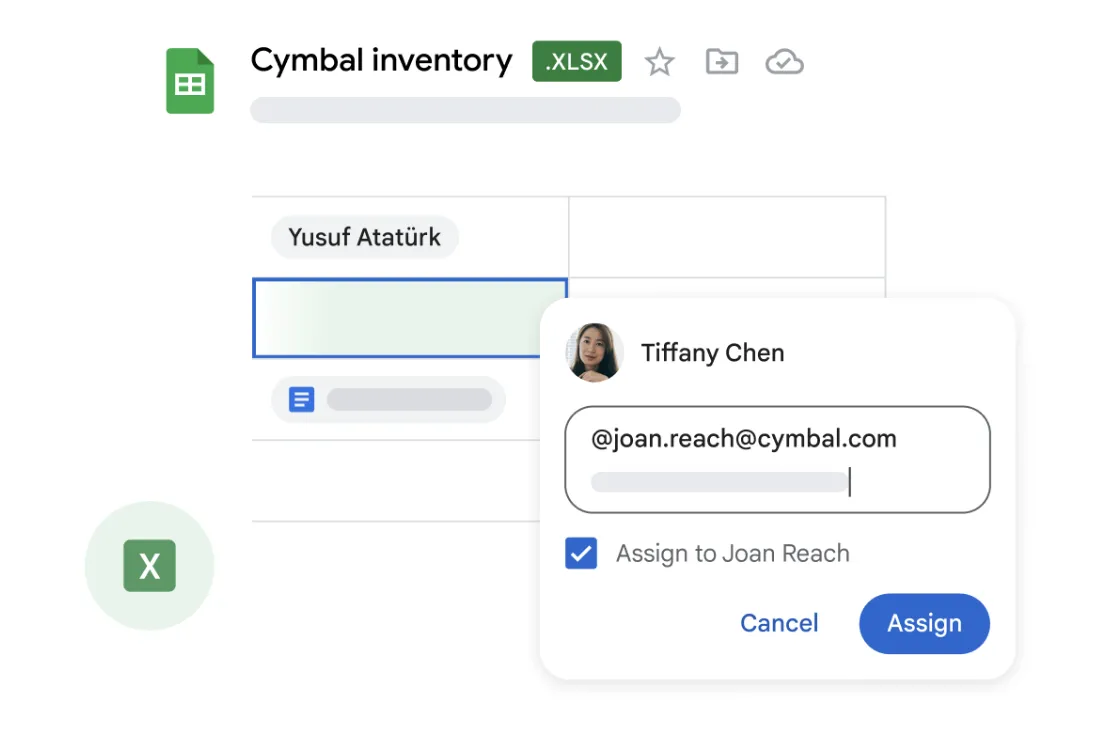 Cymbal inventory .XLSX
Yusuf Atatürk
Tiffany Chen
@joan.reach@cymbal.com
Assign to Joan Reach
Cancel Assign
X